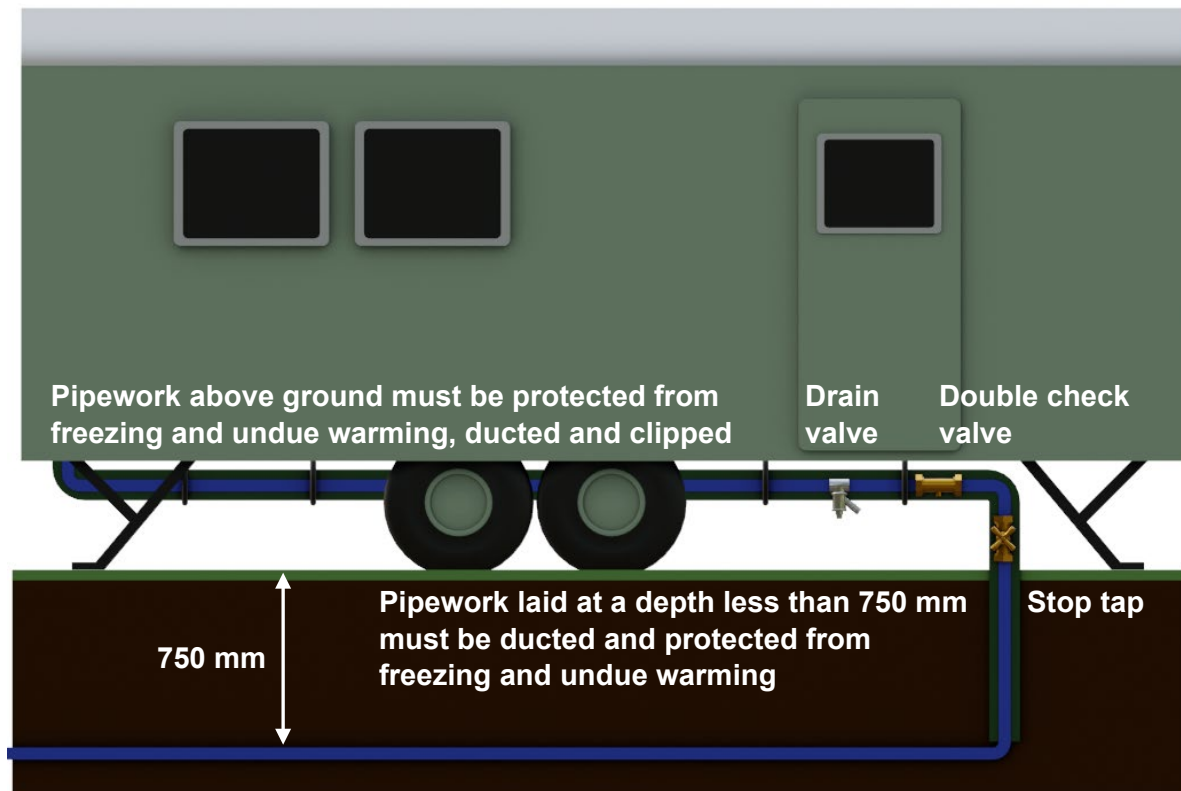 Pipework above ground must be protected from
freezing and undue warming, ducted and clipped
Drain
valve
Double check
valve
Pipework laid at a depth less than 750 mm
must be ducted and protected from
freezing and undue warming
Stop tap
750 mm